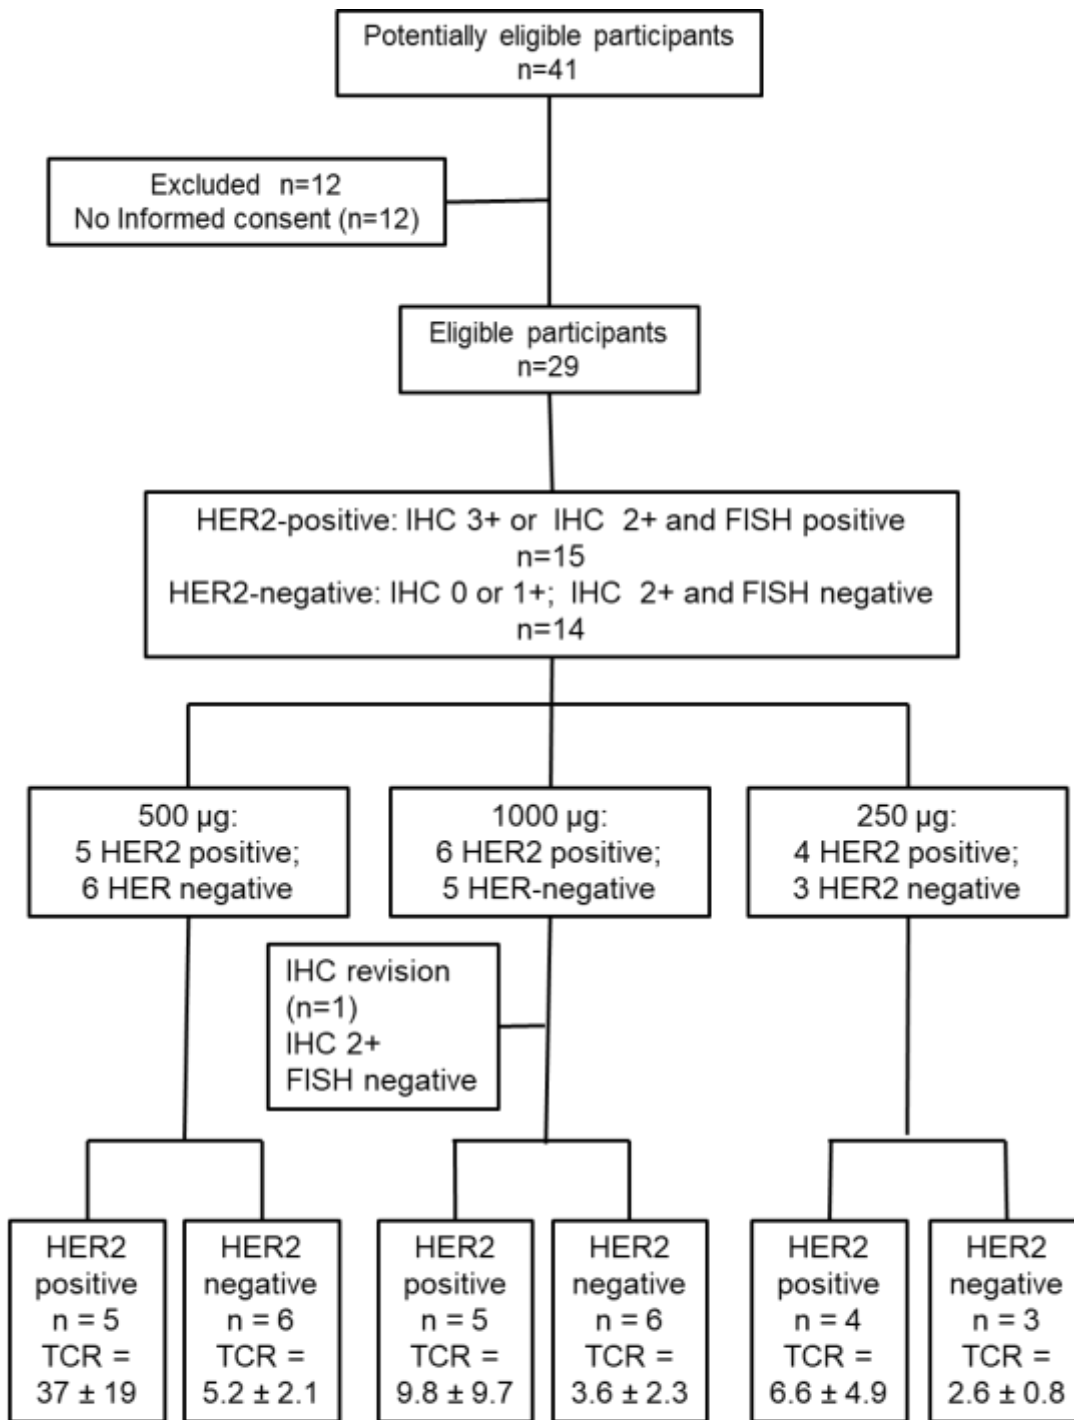 Potentially eligible participants
n=41
Excluded n=12
No Informed consent (n=12)
Eligible participants
n=29
HER2-positive: IHC 3+ or IHC 2+ and FISH positive
n=15
HER2-negative: IHC 0 or 1+; IHC 2+ and FISH negative
n=14
500 µg:
5 HER2 positive;
6 HER negative
1000 µg:
6 HER2 positive;
5 HER-negative
250 µg:
4 HER2 positive;
3 HER2 negative
IHC revision
(n=1)
IHC 2+
FISH negative
HER2
positive
n = 5
TCR =
37 ± 19
HER2
negative
n = 6
TCR =
5.2 ± 2.1
HER2
positive
n = 5
TCR =
9.8 ± 9.7
HER2
negative
n = 6
TCR =
3.6 ± 2.3
HER2
positive
n = 4
TCR =
6.6 ± 4.9
HER2
negative
n = 3
TCR =
2.6 ± 0.8